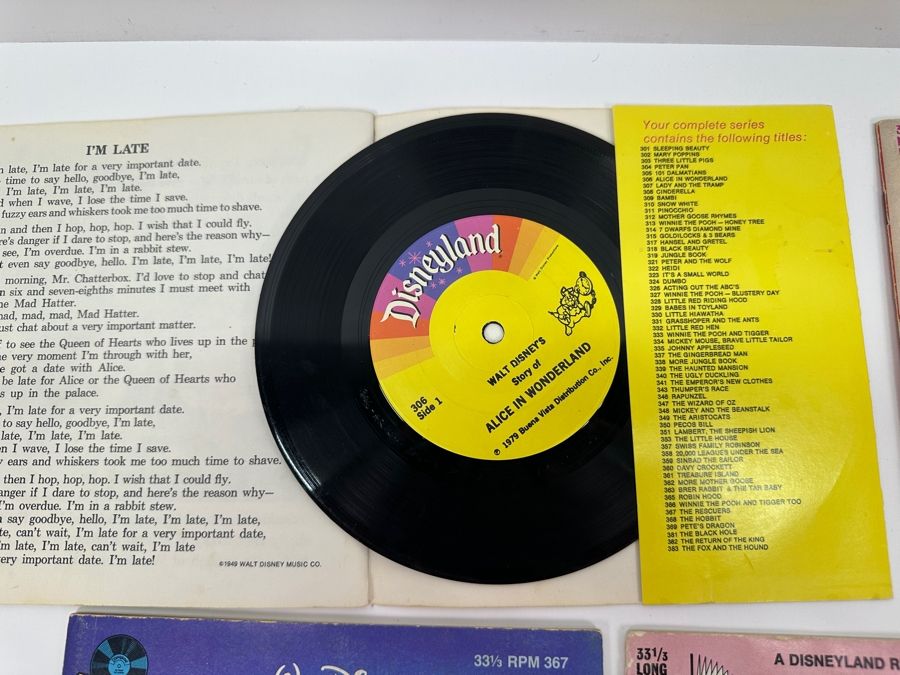 I'M LATE
late, I'm late for a very important date.
time to say hello, goodbye, I'm late,
I'm late, I'm late, I'm late.
when I wave, I lose the time I save.
fuzzy ears and whiskers took me too much time to shave.
and then I hop, hop, hop. I wish that I could fly.
danger if I dare to stop, and here's the reason why—
see, I'm overdue. I'm in a rabbit stew.
even say goodbye, hello. I'm late, I'm late, I'm late!
morning, Mr. Chatterbox. I'd love to stop and chat
in six and seven-eighths minutes I must meet with
Mad Hatter.
mad, mad, mad, Mad Hatter.
just chat about a very important matter.
to see the Queen of Hearts who lives up in the
very moment I'm through with her,
got a date with Alice.
be late for Alice or the Queen of Hearts who
up in the palace.
I'm late for a very important date.
to say hello, goodbye, I'm late,
late, I'm late, I'm late.
I wave, I lose the time I save.
ears and whiskers took me too much time to shave.
then I hop, hop, hop. I wish that I could fly.
danger if I dare to stop, and here's the reason—
I'm overdue. I'm in a rabbit stew.
say goodbye, hello, I'm late, I'm late, I'm late,
can't wait, I'm late for a very important date,
late, I'm late, can't wait, I'm late
very important date. I'm late!
©1949 WALT DISNEY MUSIC CO.
Disneyland
306
Side 1
WALT DISNEY'S
Story of
ALICE IN WONDERLAND
℗ 1979 Buena Vista Distribution Co., Inc.
Your complete series
contains the following titles:
301 SLEEPING BEAUTY
302 MARY POPPINS
303 THREE LITTLE PIGS
304 PETER PAN
305 101 DALMATIANS
306 ALICE IN WONDERLAND
307 LADY AND THE TRAMP
308 CINDERELLA
309 BAMBI
310 SNOW WHITE
311 PINOCCHIO
312 MOTHER GOOSE RHYMES
313 WINNIE THE POOH — HONEY TREE
314 7 DWARFS DIAMOND MINE
315 GOLDILOCKS & 3 BEARS
317 HANSEL AND GRETEL
318 BLACK BEAUTY
319 JUNGLE BOOK
321 PETER AND THE WOLF
322 HEIDI
323 IT'S A SMALL WORLD
324 DUMBO
326 ACTING OUT THE ABC'S
327 WINNIE THE POOH — BLUSTERY DAY
328 LITTLE RED RIDING HOOD
329 BABES IN TOYLAND
330 LITTLE HIAWATHA
331 GRASSHOPPER AND THE ANTS
332 LITTLE RED HEN
333 WINNIE THE POOH AND TIGGER
334 MICKEY MOUSE, BRAVE LITTLE TAILOR
335 JOHNNY APPLESEED
337 THE GINGERBREAD MAN
338 MORE JUNGLE BOOK
339 THE HAUNTED MANSION
340 THE UGLY DUCKLING
341 THE EMPEROR'S NEW CLOTHES
343 THUMPER'S RACE
346 RAPUNZEL
347 THE WIZARD OF OZ
348 MICKEY AND THE BEANSTALK
349 THE ARISTOCATS
350 PECOS BILL
351 LAMBERT, THE SHEEPISH LION
353 THE LITTLE HOUSE
357 SWISS FAMILY ROBINSON
358 20,000 LEAGUES UNDER THE SEA
359 SINBAD THE SAILOR
360 DAVY CROCKETT
361 TREASURE ISLAND
362 MORE MOTHER GOOSE
363 BRER RABBIT & THE TAR BABY
365 ROBIN HOOD
366 WINNIE THE POOH AND TIGGER TOO
367 THE RESCUERS
368 THE HOBBIT
369 PETE'S DRAGON
381 THE BLACK HOLE
382 THE RETURN OF THE KING
383 THE FOX AND THE HOUND
33⅓ RPM 367
33 1/3
LONG
A DISNEYLAND R